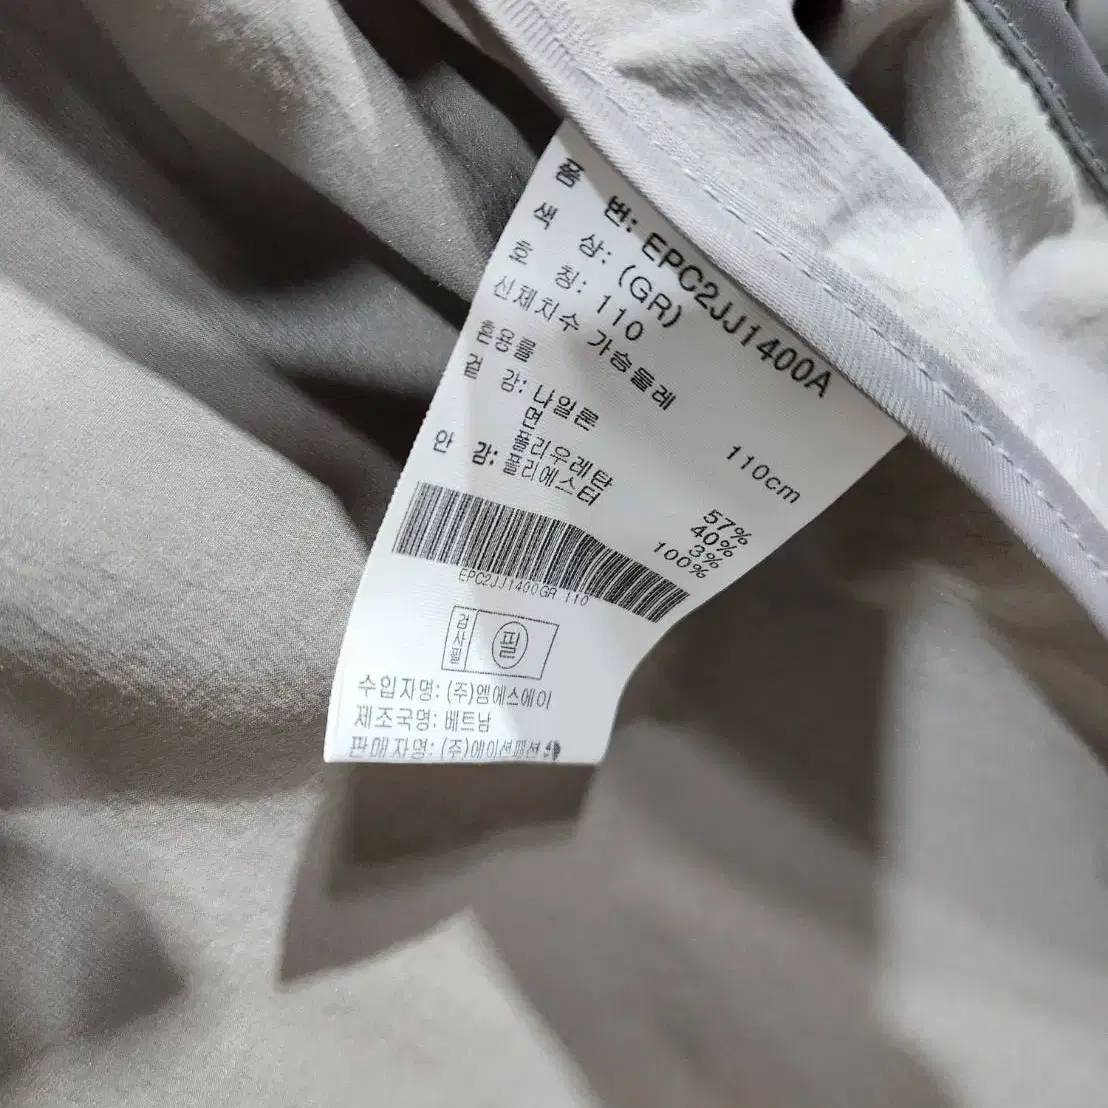 품 번: EPC2JJ1400A
색 상: (GR)
호 칭: 110
신체치수 가슴둘레 110cm
혼용률
겉 감: 나일론 57%
면 40%
폴리우레탄 3%
안 감: 폴리에스터 100%
EPC2JJ1400GR 110
검사필
필
수입자명: (주)엠에스에이
제조국명: 베트남
판매자명: (주)에이션패션